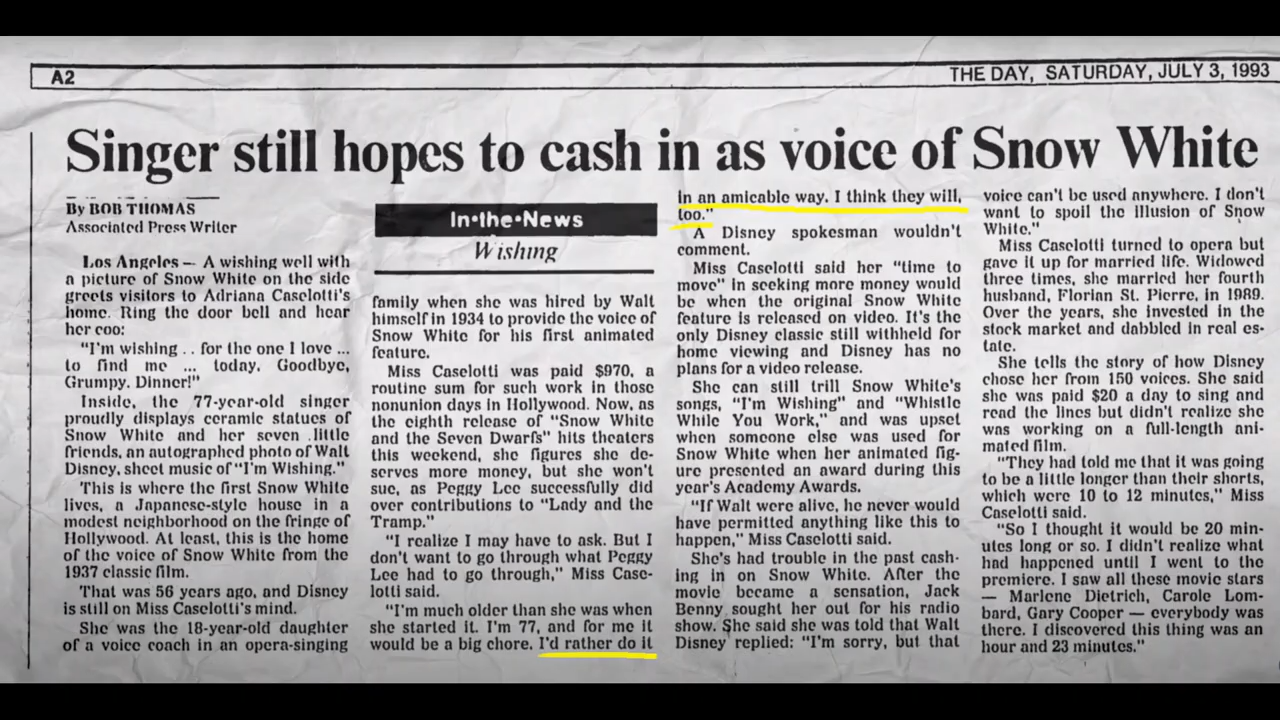 A2
THE DAY, SATURDAY, JULY 3, 1993
Singer still hopes to cash in as voice of Snow White
By BOB THOMAS
Associated Press Writer
Los Angeles — A wishing well with
a picture of Snow White on the side
greets visitors to Adriana Caselotti's
home. Ring the door bell and hear
her coo:
"I'm wishing .. for the one I love ...
to find me ... today. Goodbye,
Grumpy. Dinner!"
Inside, the 77-year-old singer
proudly displays ceramic statues of
Snow White and her seven little
friends, an autographed photo of Walt
Disney, sheet music of "I'm Wishing."
This is where the first Snow White
lives, a Japanese-style house in a
modest neighborhood on the fringe of
Hollywood. At least, this is the home
of the voice of Snow White from the
1937 classic film.
That was 56 years ago, and Disney
is still on Miss Caselotti's mind.
She was the 18-year-old daughter
of a voice coach in an opera-singing
In•the•News
Wishing
family when she was hired by Walt
himself in 1934 to provide the voice of
Snow White for his first animated
feature.
Miss Caselotti was paid $970, a
routine sum for such work in those
nonunion days in Hollywood. Now, as
the eighth release of "Snow White
and the Seven Dwarfs" hits theaters
this weekend, she figures she de-
serves more money, but she won't
sue, as Peggy Lee successfully did
over contributions to "Lady and the
Tramp."
"I realize I may have to ask. But I
don't want to go through what Peggy
Lee had to go through," Miss Case-
lotti said.
"I'm much older than she was when
she started it. I'm 77, and for me it
would be a big chore. I'd rather do it
in an amicable way. I think they will,
too."
A Disney spokesman wouldn't
comment.
Miss Caselotti said her "time to
move" in seeking more money would
be when the original Snow White
feature is released on video. It's the
only Disney classic still withheld for
home viewing and Disney has no
plans for a video release.
She can still trill Snow White's
songs, "I'm Wishing" and "Whistle
While You Work," and was upset
when someone else was used for
Snow White when her animated fig-
ure presented an award during this
year's Academy Awards.
"If Walt were alive, he never would
have permitted anything like this to
happen," Miss Caselotti said.
She's had trouble in the past cash-
ing in on Snow White. After the
movie became a sensation, Jack
Benny sought her out for his radio
show. She said she was told that Walt
Disney replied: "I'm sorry, but that
voice can't be used anywhere. I don't
want to spoil the illusion of Snow
White."
Miss Caselotti turned to opera but
gave it up for married life. Widowed
three times, she married her fourth
husband, Florian St. Pierre, in 1989.
Over the years, she invested in the
stock market and dabbled in real es-
tate.
She tells the story of how Disney
chose her from 150 voices. She said
she was paid $20 a day to sing and
read the lines but didn't realize she
was working on a full-length ani-
mated film.
"They had told me that it was going
to be a little longer than their shorts,
which were 10 to 12 minutes," Miss
Caselotti said.
"So I thought it would be 20 min-
utes long or so. I didn't realize what
had happened until I went to the
premiere. I saw all these movie stars
— Marlene Dietrich, Carole Lom-
bard, Gary Cooper — everybody was
there. I discovered this thing was an
hour and 23 minutes."